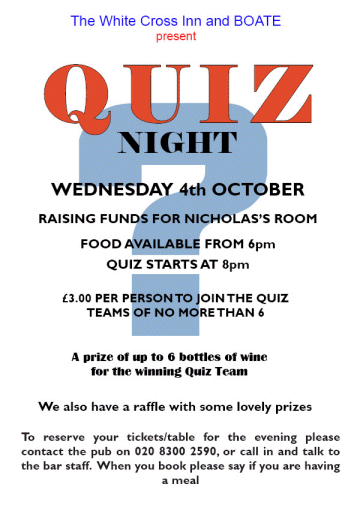 The White Cross Inn and BOATE
present
QUIZ
NIGHT
WEDNESDAY 4th OCTOBER
RAISING FUNDS FOR NICHOLAS'S ROOM
FOOD AVAILABLE FROM 6pm
QUIZ STARTS AT 8pm
£3.00 PER PERSON TO JOIN THE QUIZ
TEAMS OF NO MORE THAN 6
A prize of up to 6 bottles of wine
for the winning Quiz Team
We also have a raffle with some lovely prizes
To reserve your tickets/table for the evening please
contact the pub on 020 8300 2590, or call in and talk to
the bar staff. When you book please say if you are having
a meal